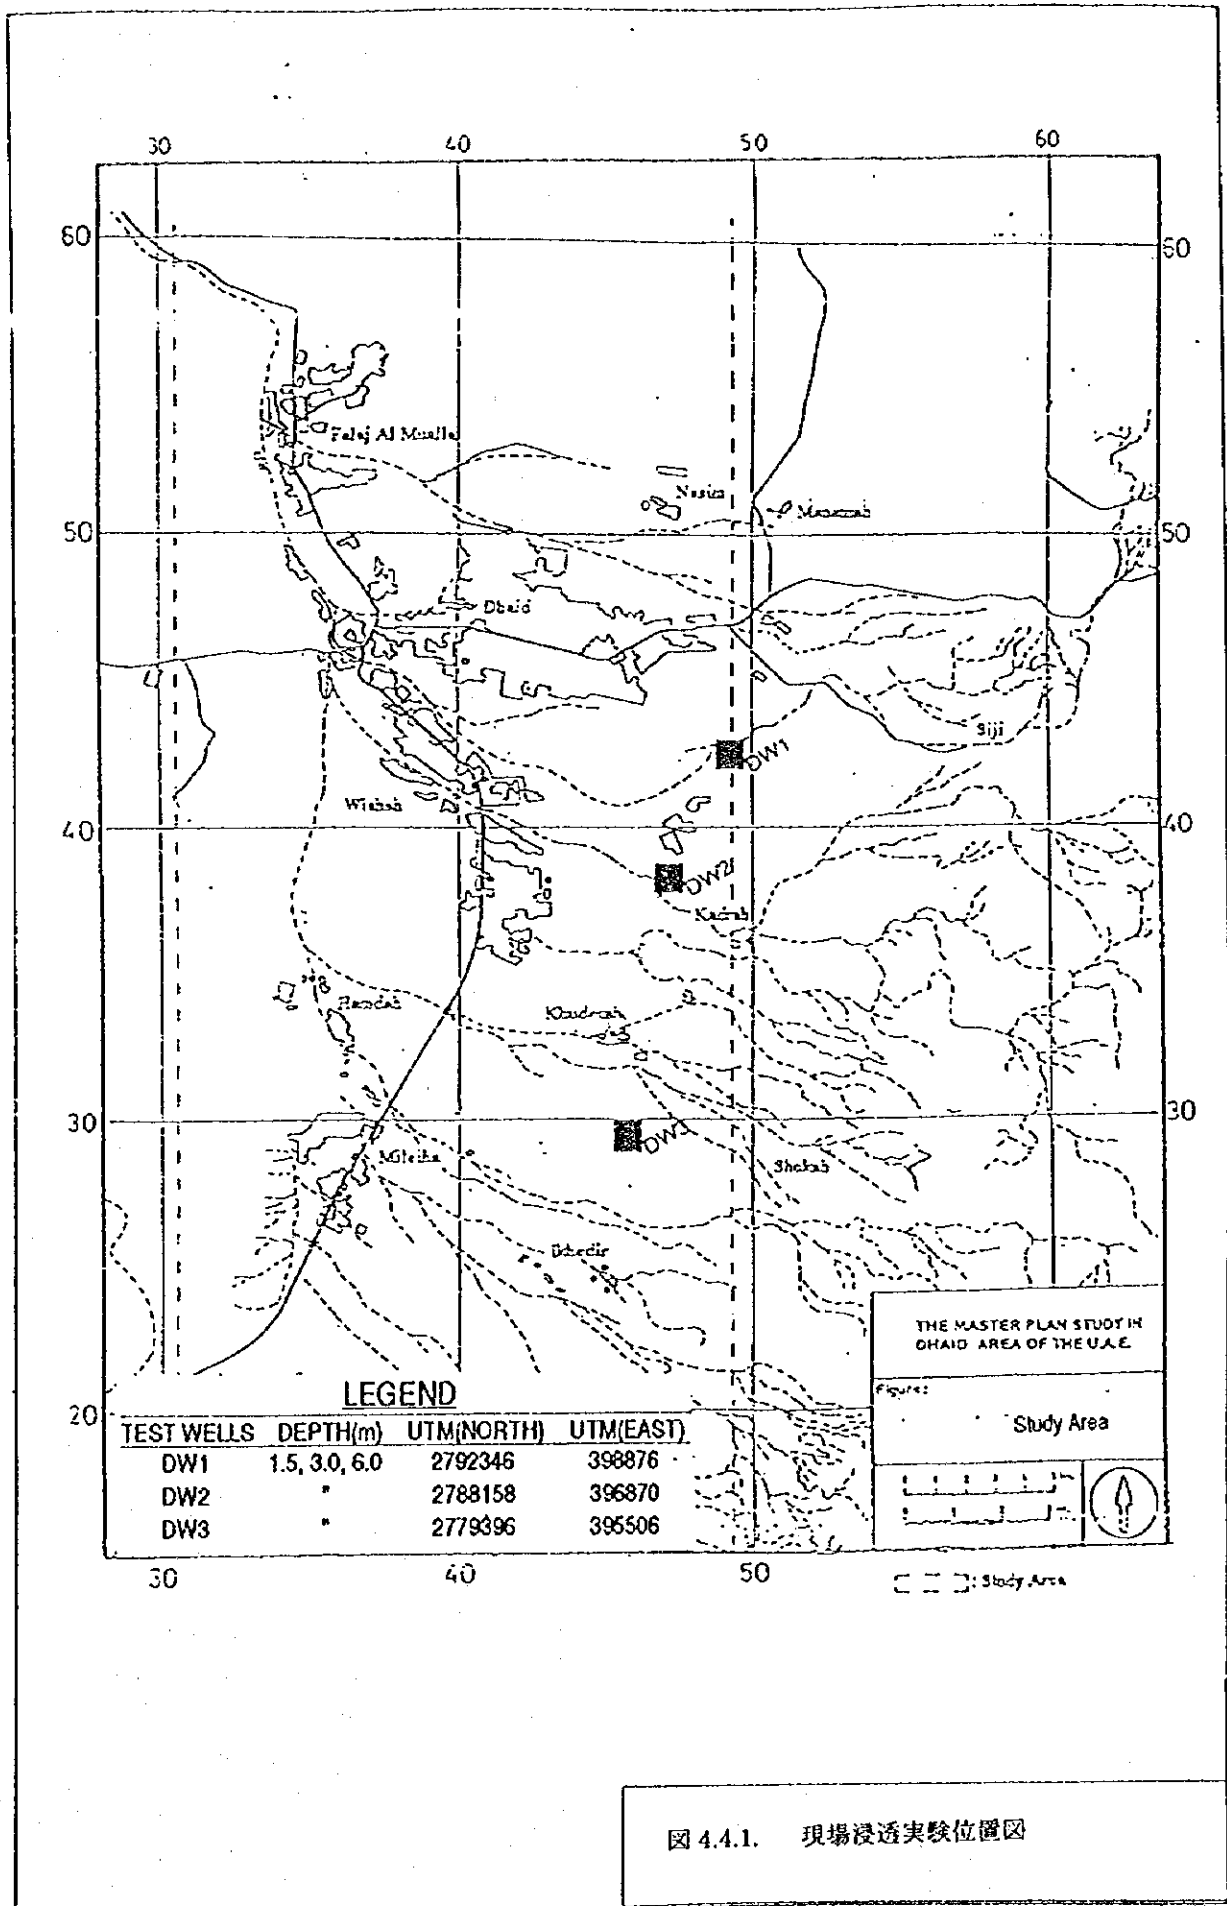 30 40 50 60
60 60
Falaj Al Mualla
Nasim
50 50
Dhaid
Siji
DW1
Wishah
40 40
DW2
Kadrah
Hamdah
Khudrah
30 30
DW3
Mileiha
Shokah
20
THE MASTER PLAN STUDY IN
DHAID AREA OF THE U.A.E.
Figure:
Study Area
LEGEND
TEST WELLS DEPTH(m) UTM(NORTH) UTM(EAST)
DW1 1.5, 3.0, 6.0 2792346 398876
DW2 " 2788158 396870
DW3 " 2779396 395506
30 40 50
: Study Area
図 4.4.1. 現場浸透実験位置図